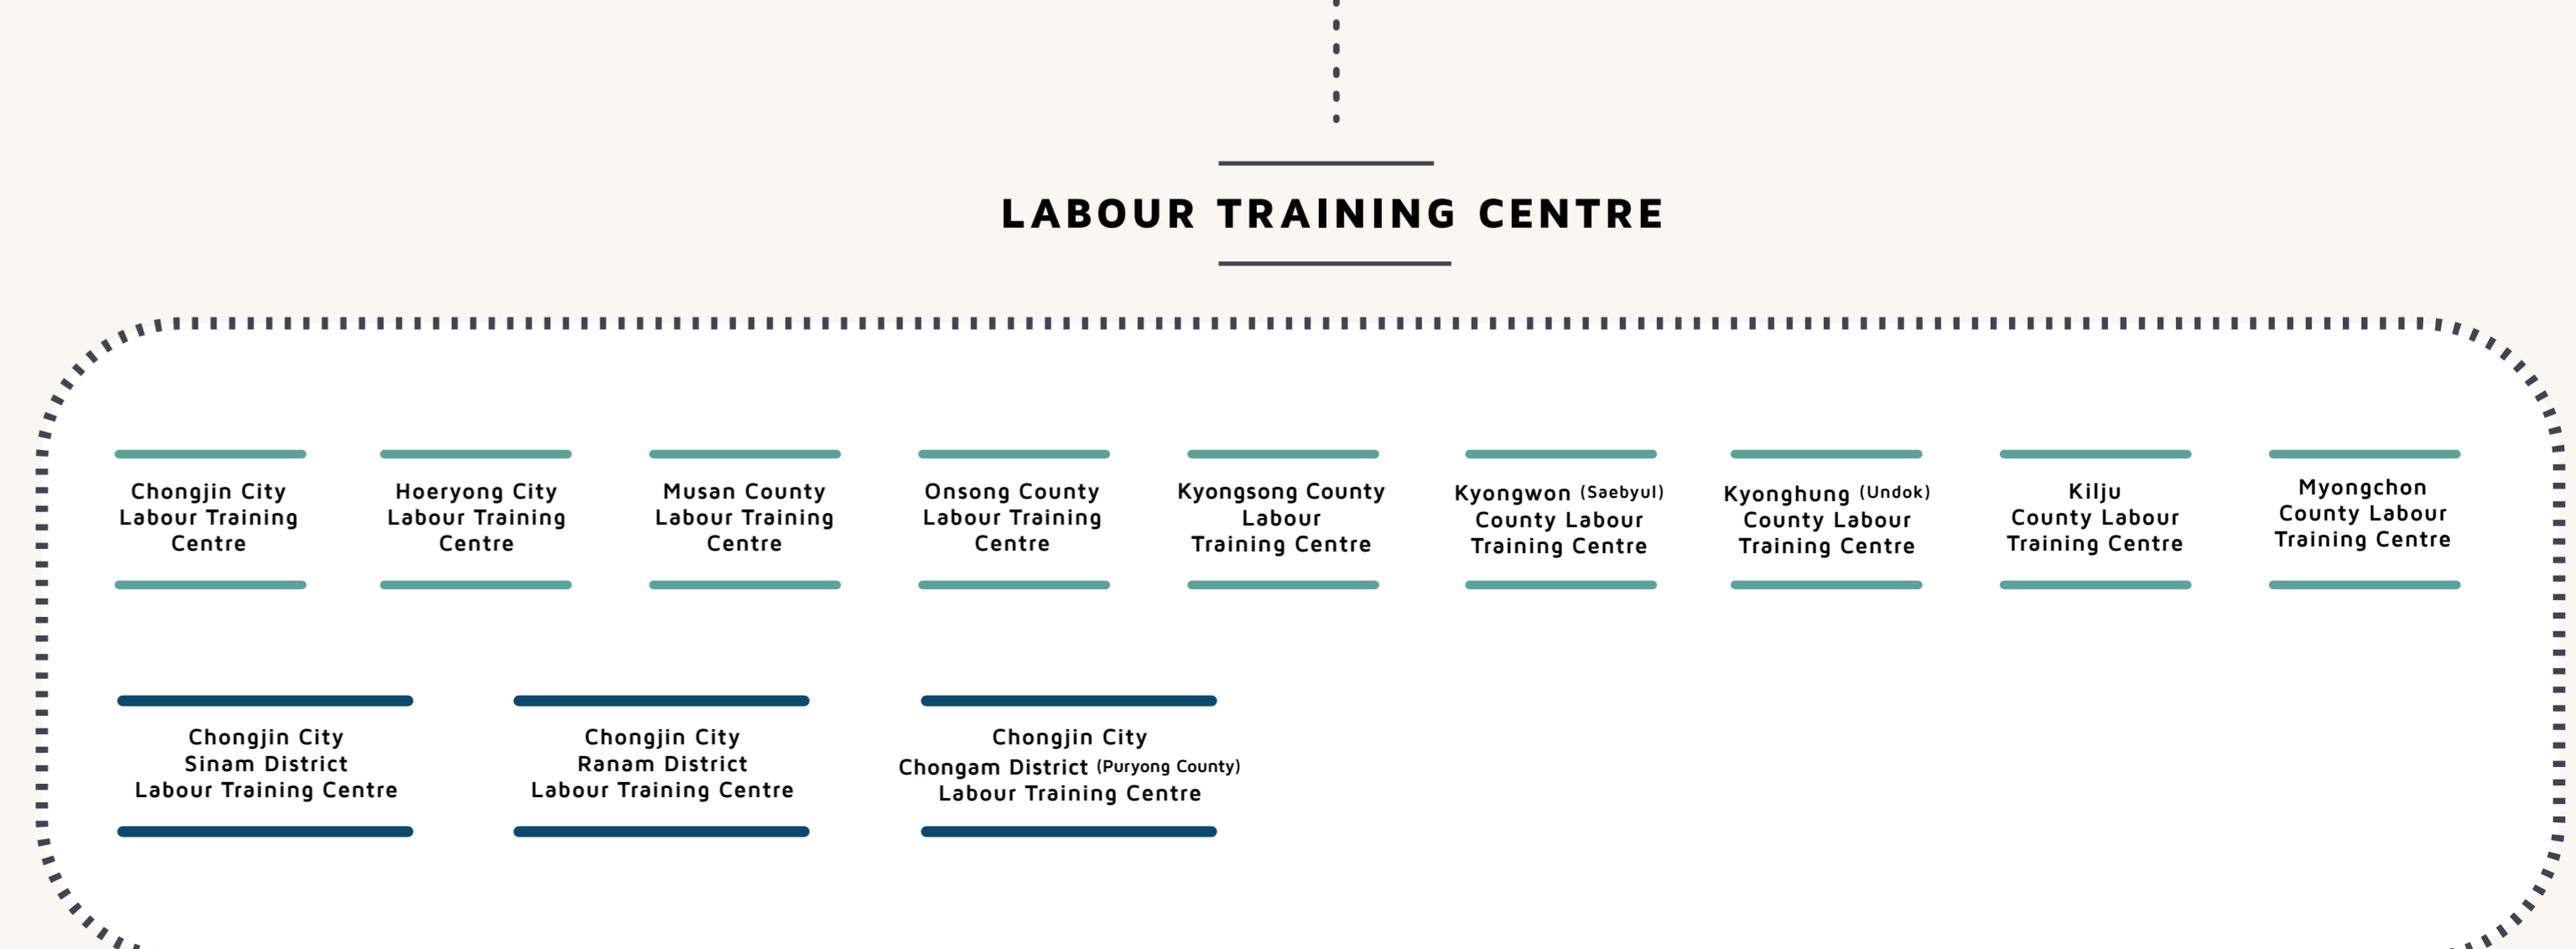 LABOUR TRAINING CENTRE
Chongjin City
Labour Training
Centre
Hoeryong City
Labour Training
Centre
Musan County
Labour Training
Centre
Onsong County
Labour Training
Centre
Kyongsong County
Labour
Training Centre
Kyongwon (Saebyul)
County Labour
Training Centre
Kyonghung (Undok)
County Labour
Training Centre
Kilju
County Labour
Training Centre
Myongchon
County Labour
Training Centre
Chongjin City
Sinam District
Labour Training Centre
Chongjin City
Ranam District
Labour Training Centre
Chongjin City
Chongam District (Puryong County)
Labour Training Centre